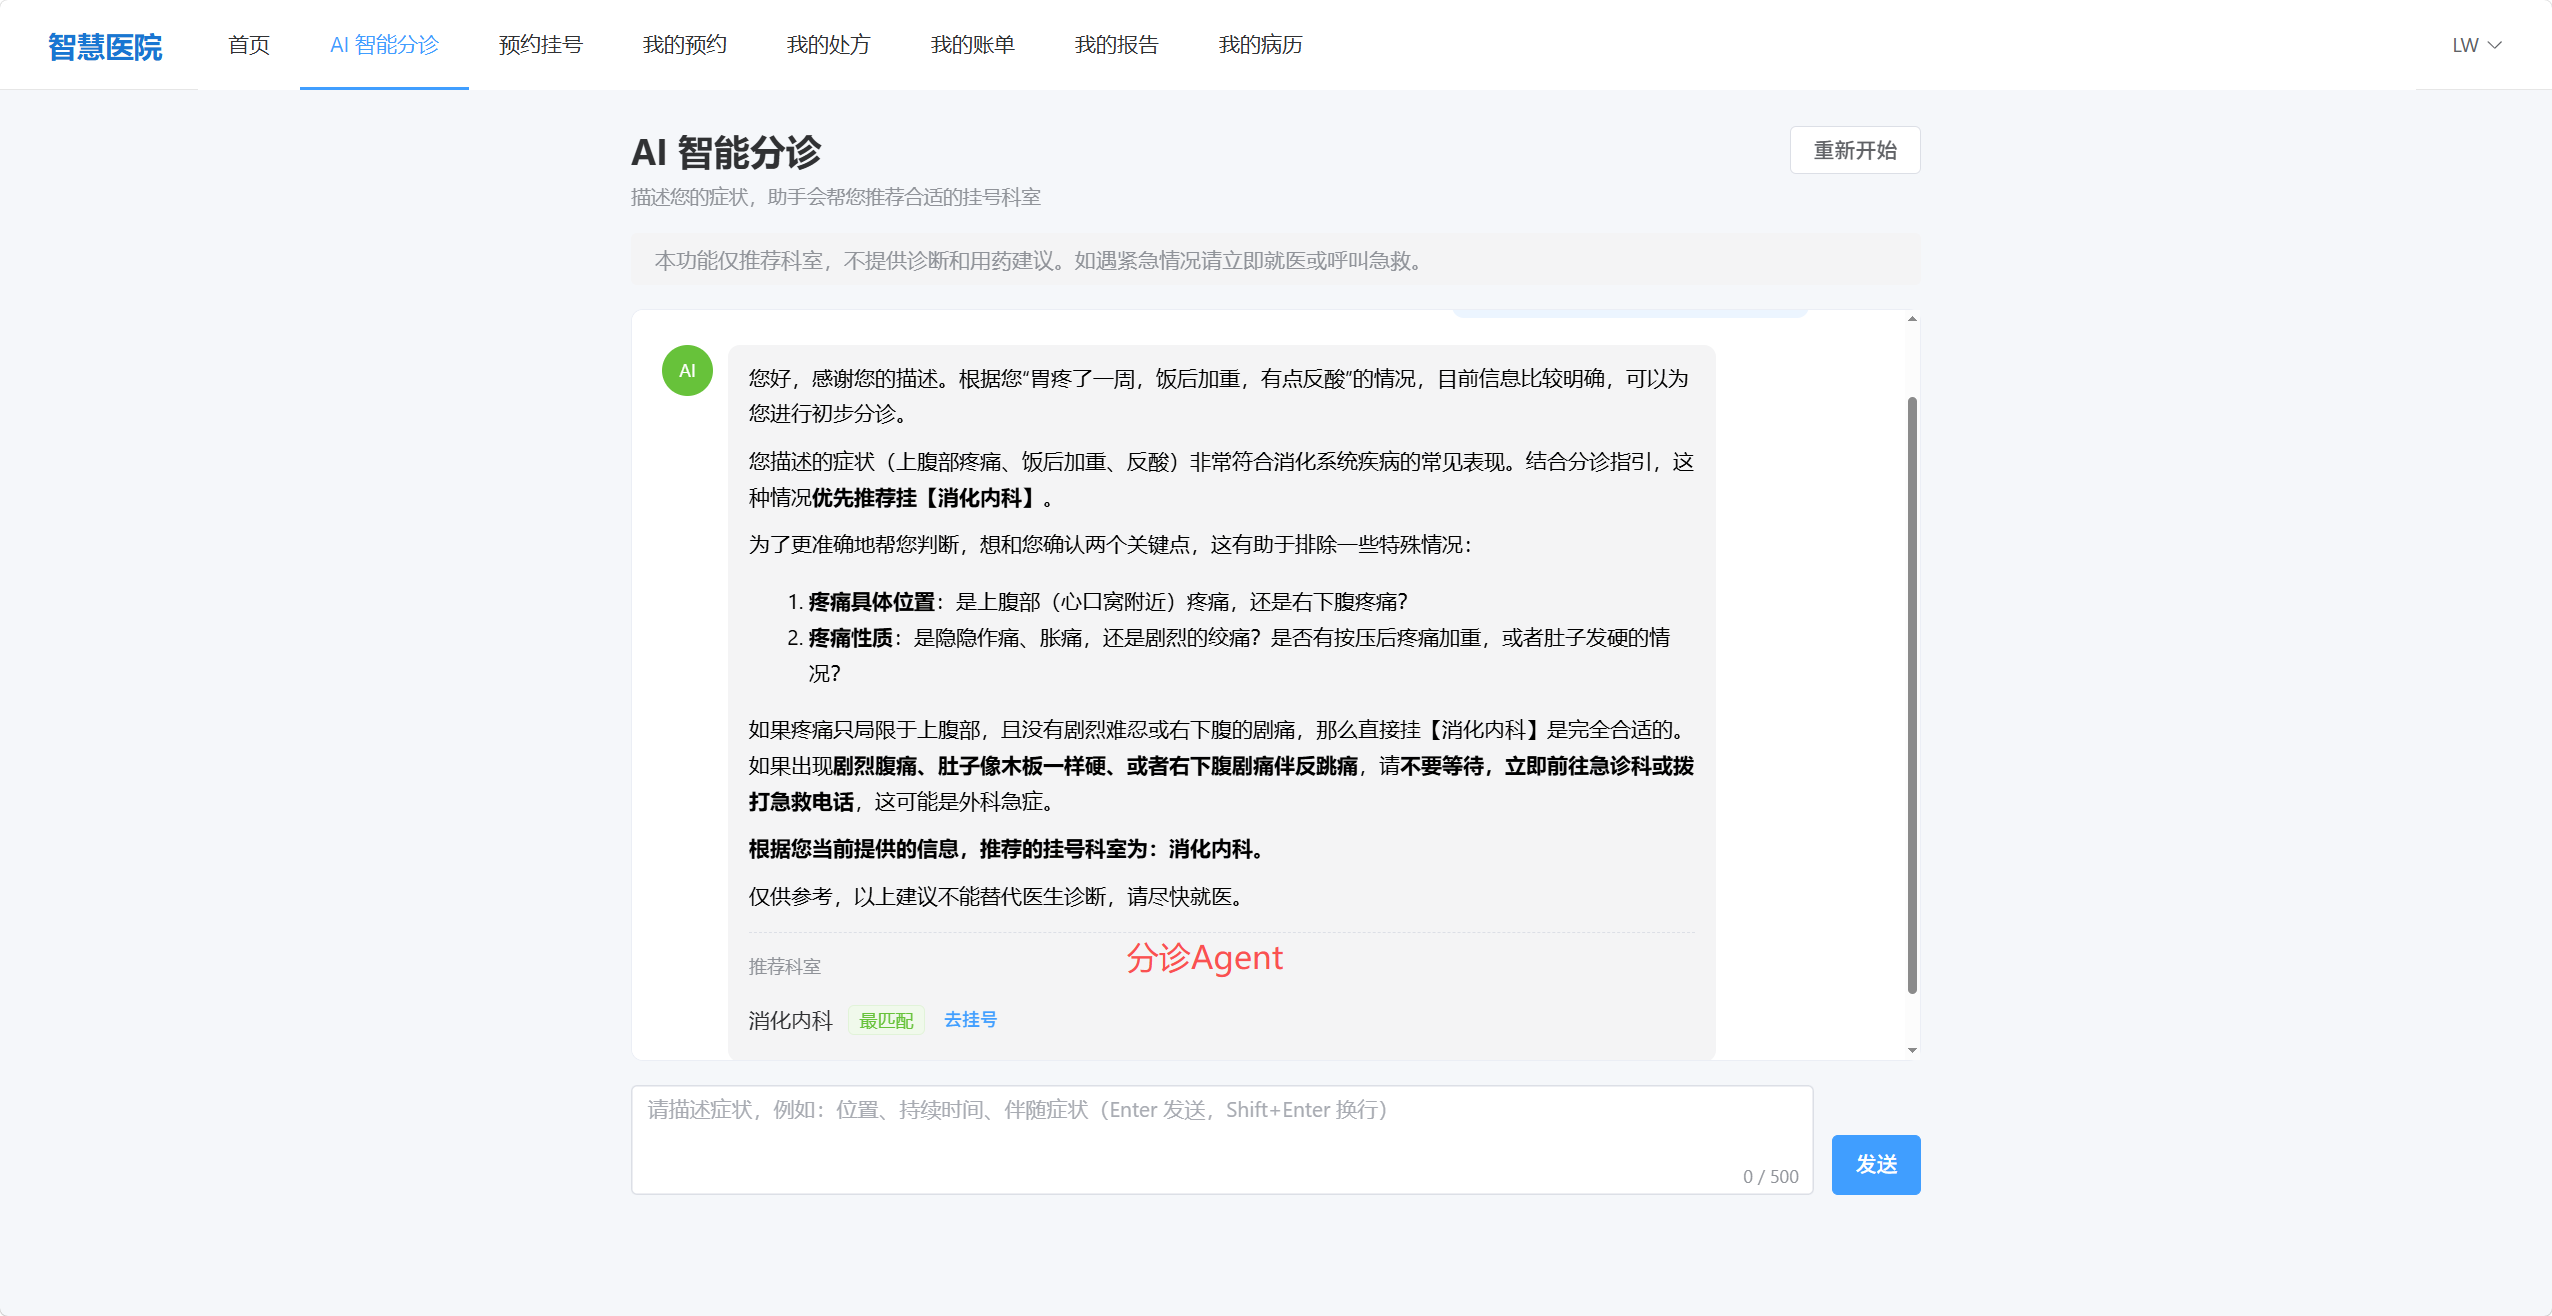 智慧医院 首页 AI 智能分诊 预约挂号 我的预约 我的处方 我的账单 我的报告 我的病历 LW
AI 智能分诊
重新开始
描述您的症状，助手会帮您推荐合适的挂号科室
本功能仅推荐科室，不提供诊断和用药建议。如遇紧急情况请立即就医或呼叫急救。
AI
您好，感谢您的描述。根据您“胃疼了一周，饭后加重，有点反酸”的情况，目前信息比较明确，可以为
您进行初步分诊。
您描述的症状（上腹部疼痛、饭后加重、反酸）非常符合消化系统疾病的常见表现。结合分诊指引，这
种情况优先推荐挂【消化内科】。
为了更准确地帮您判断，想和您确认两个关键点，这有助于排除一些特殊情况：
1. 疼痛具体位置：是上腹部（心口窝附近）疼痛，还是右下腹疼痛？
2. 疼痛性质：是隐隐作痛、胀痛，还是剧烈的绞痛？是否有按压后疼痛加重，或者肚子发硬的情
况？
如果疼痛只局限于上腹部，且没有剧烈难忍或右下腹的剧痛，那么直接挂【消化内科】是完全合适的。
如果出现剧烈腹痛、肚子像木板一样硬、或者右下腹剧痛伴反跳痛，请不要等待，立即前往急诊科或拨
打急救电话，这可能是外科急症。
根据您当前提供的信息，推荐的挂号科室为：消化内科。
仅供参考，以上建议不能替代医生诊断，请尽快就医。
分诊Agent
推荐科室
消化内科 最匹配 去挂号
请描述症状，例如：位置、持续时间、伴随症状（Enter 发送，Shift+Enter 换行）
0 / 500
发送